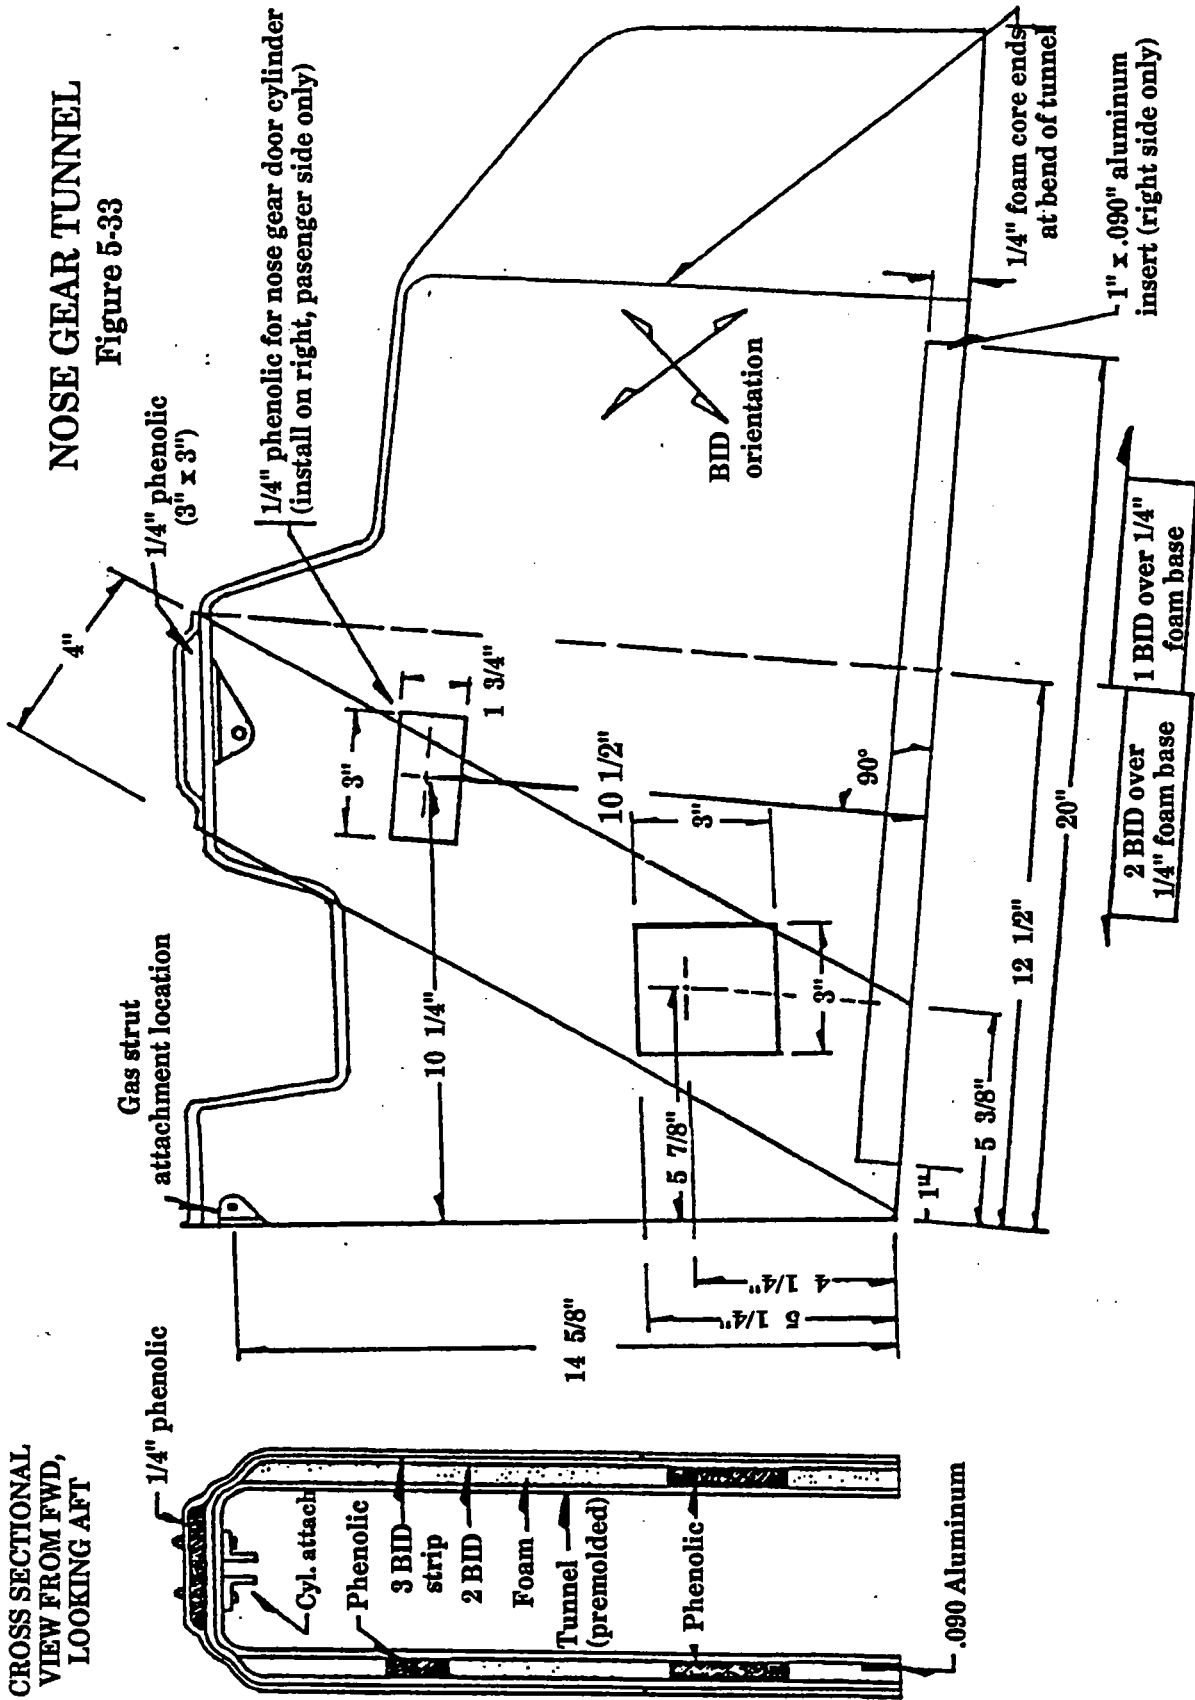 NOSE GEAR TUNNEL
Figure 5-33
CROSS SECTIONAL
VIEW FROM FWD,
LOOKING AFT
1/4" phenolic
Cyl. attach
Phenolic
3 BID
strip
2 BID
Foam
Tunnel
(premolded)
Phenolic
.090 Aluminum
Gas strut
attachment location
4"
1/4" phenolic
(3" x 3")
1/4" phenolic for nose gear door cylinder
(install on right, pasenger side only)
14 5/8"
5 1/4"
4 1/4"
10 1/4"
3"
1 3/4"
10 1/2"
5 7/8"
3"
3"
90°
BID
orientation
1"
5 3/8"
12 1/2"
20"
1/4" foam core ends
at bend of tunnel
1" x .090" aluminum
insert (right side only)
2 BID over
1/4" foam base
1 BID over 1/4"
foam base